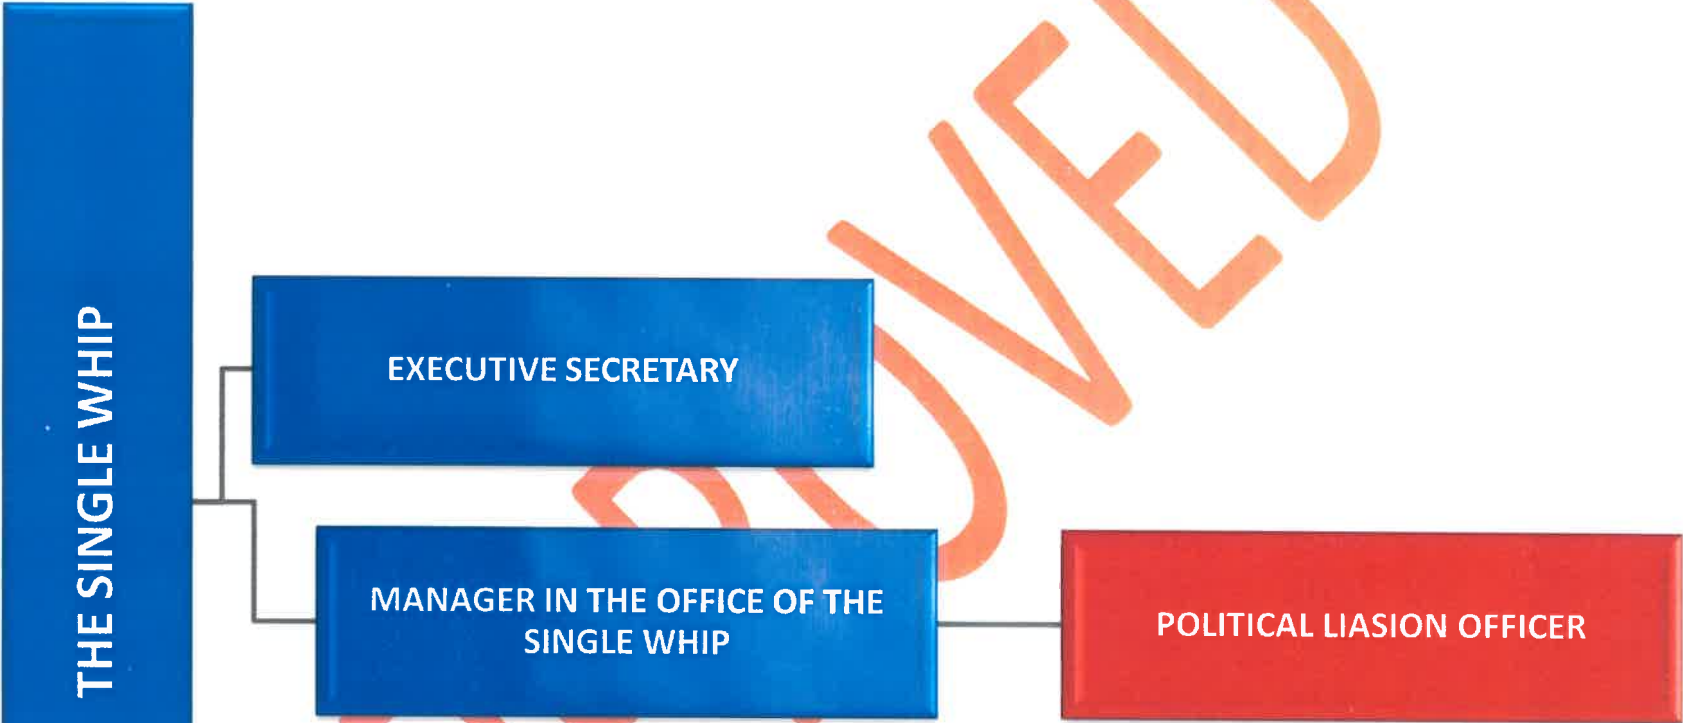 THE SINGLE WHIP
EXECUTIVE SECRETARY
MANAGER IN THE OFFICE OF THE
SINGLE WHIP
POLITICAL LIASION OFFICER